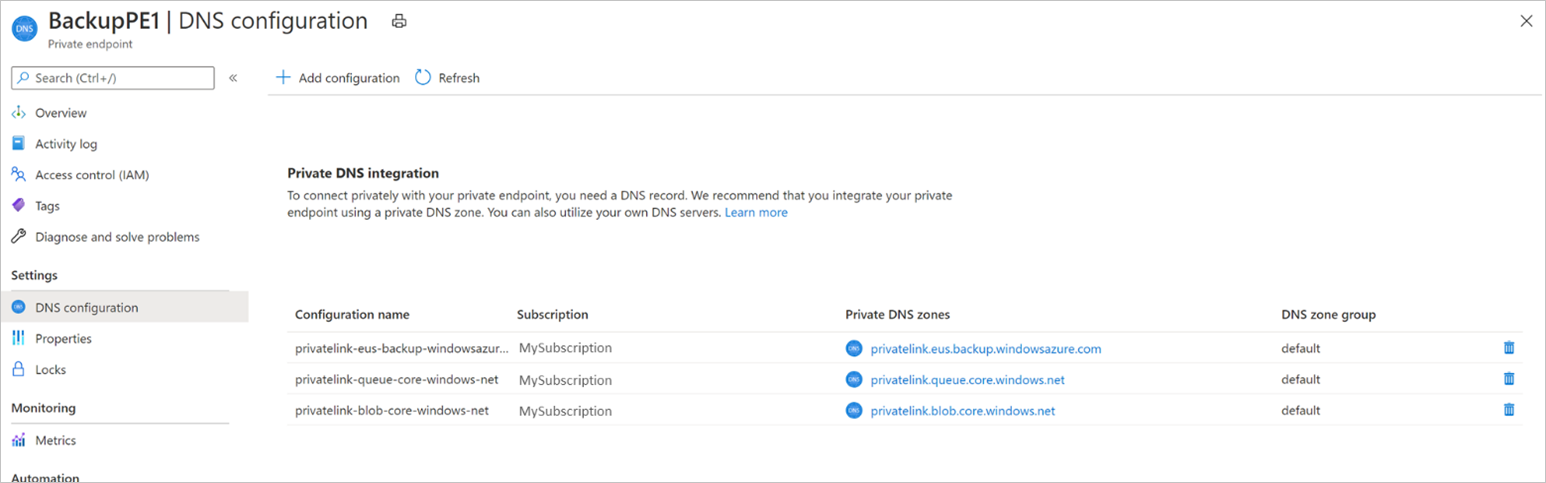 BackupPE1 | DNS configuration
Private endpoint
Search (Ctrl+/)
«
Add configuration
Refresh
Overview
Activity log
Access control (IAM)
Tags
Diagnose and solve problems
Settings
DNS configuration
Properties
Locks
Monitoring
Metrics
Automation
Private DNS integration
To connect privately with your private endpoint, you need a DNS record. We recommend that you integrate your private
endpoint using a private DNS zone. You can also utilize your own DNS servers. Learn more
Configuration name Subscription Private DNS zones DNS zone group
privatelink-eus-backup-windowsazur... MySubscription DNS privatelink.eus.backup.windowsazure.com default
privatelink-queue-core-windows-net MySubscription DNS privatelink.queue.core.windows.net default
privatelink-blob-core-windows-net MySubscription DNS privatelink.blob.core.windows.net default